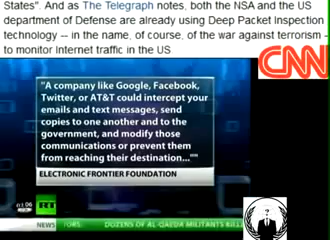 States". And as The Telegraph notes, both the NSA and the US
department of Defense are already using Deep Packet Inspection
technology -- in the name, of course, of the war against terrorism --
to monitor Internet traffic in the US
CNN
"A company like Google, Facebook,
Twitter, or AT&T could intercept your
emails and text messages, send
copies to one another and to the
government, and modify those
communications or prevent them
from reaching their destination...""
ELECTRONIC FRONTIER FOUNDATION
RT
NEWS
DOZENS OF AL-QAEDA MILITANTS KILL